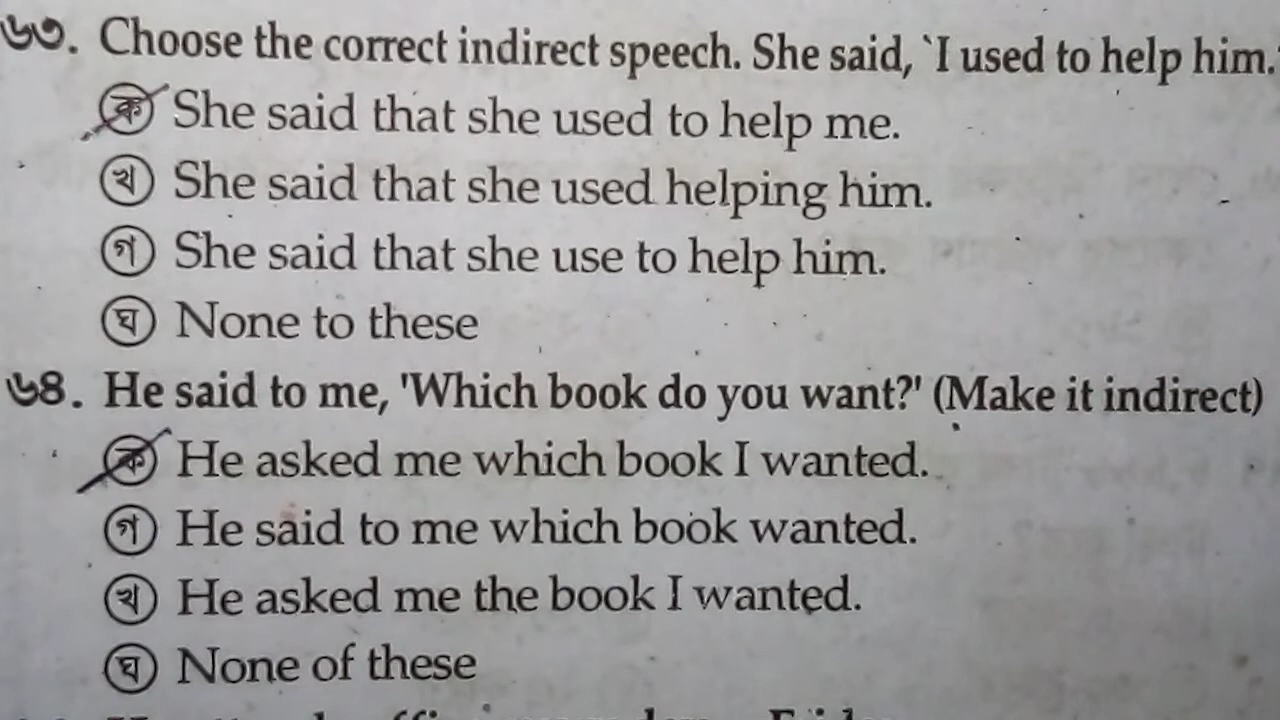 ৬৩. Choose the correct indirect speech. She said, `I used to help him.'
ক She said that she used to help me.
খ She said that she used helping him.
গ She said that she use to help him.
ঘ None to these
৬৪. He said to me, 'Which book do you want?' (Make it indirect)
ক He asked me which book I wanted.
গ He said to me which book wanted.
খ He asked me the book I wanted.
ঘ None of these